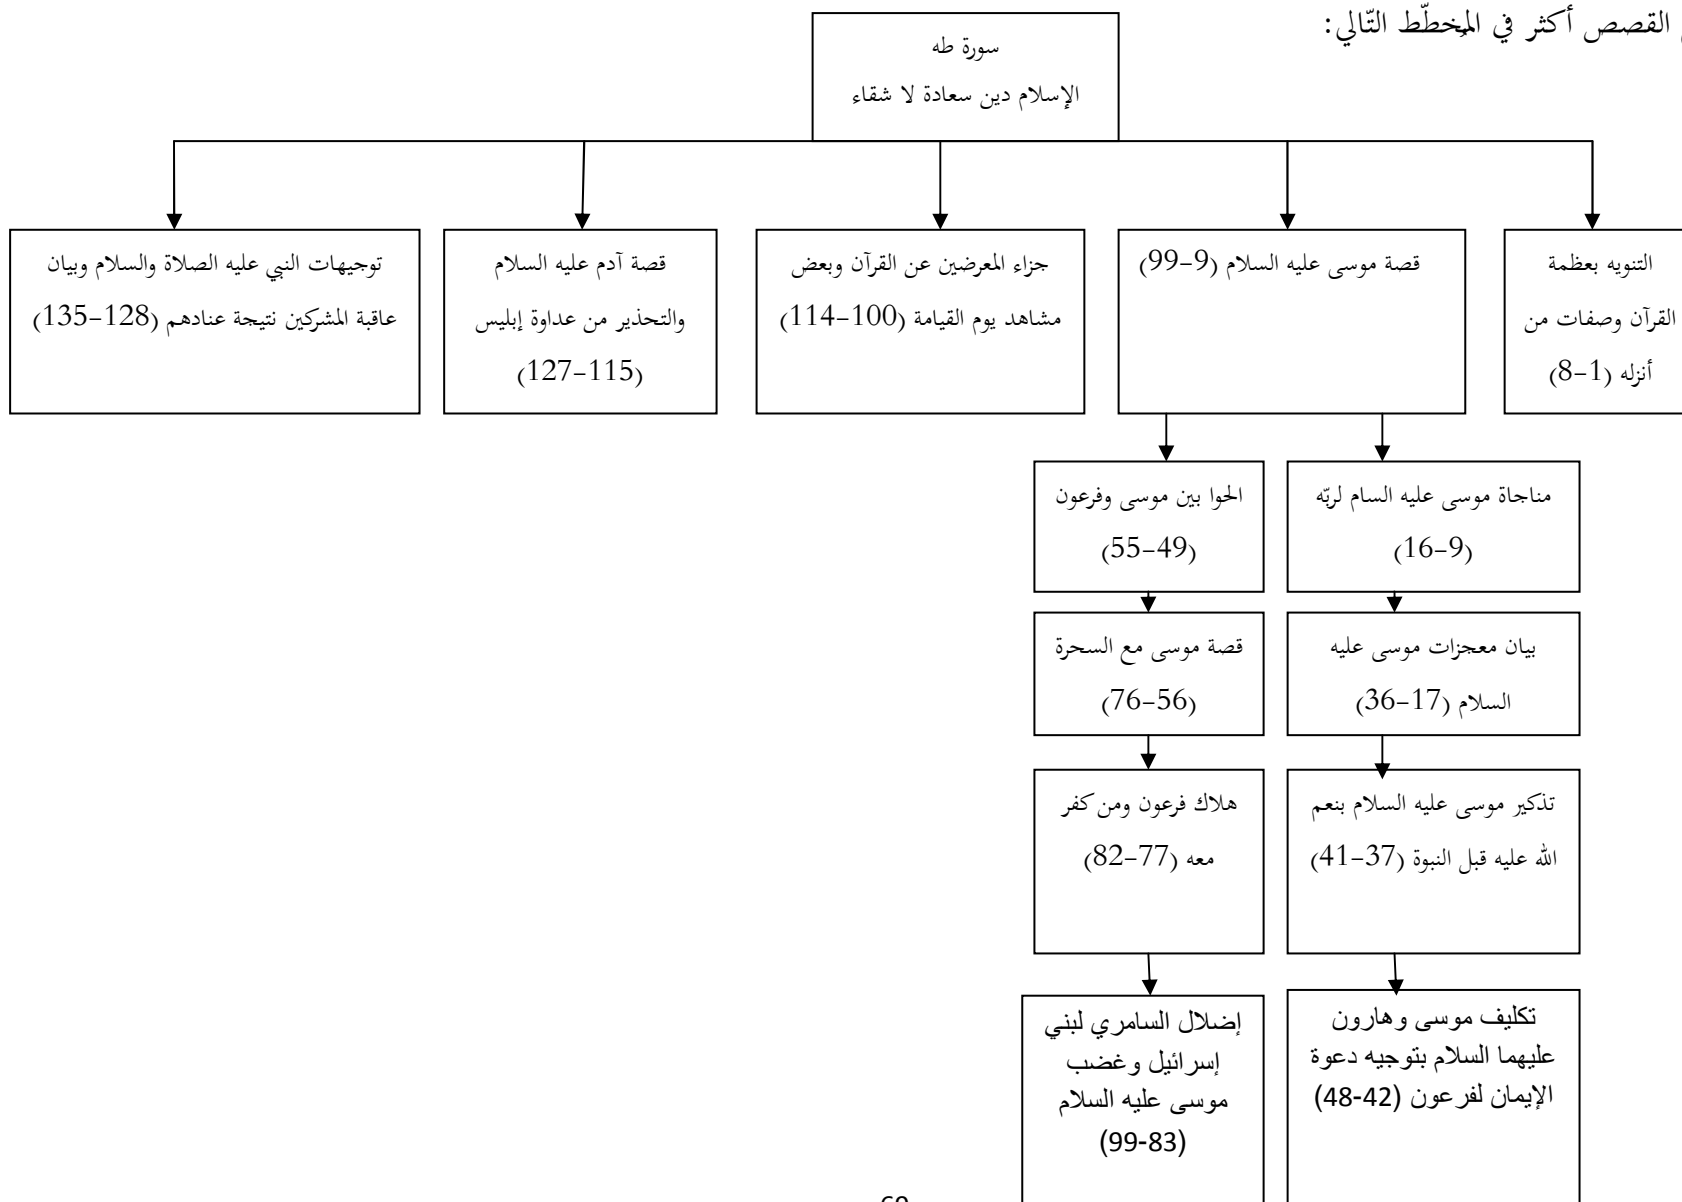 القصص أكثر في المخطّط التّالي:
سورة طه
الإسلام دين سعادة لا شقاء
التنويه بعظمة
القرآن وصفات من
أنزله (1-8)
قصة موسى عليه السلام (9-99)
جزاء المعرضين عن القرآن وبعض
مشاهد يوم القيامة (100-114)
قصة آدم عليه السلام
والتحذير من عداوة إبليس
(115-127)
توجيهات النبي عليه الصلاة والسلام وبيان
عاقبة المشركين نتيجة عنادهم (128-135)
مناجاة موسى عليه السام لربّه
(9-16)
بيان معجزات موسى عليه
السلام (17-36)
تذكير موسى عليه السلام بنعم
الله عليه قبل النبوة (37-41)
تكليف موسى وهارون
عليهما السلام بتوجيه دعوة
الإيمان لفرعون (42-48)
الحوا بين موسى وفرعون
(49-55)
قصة موسى مع السحرة
(56-76)
هلاك فرعون ومن كفر
معه (77-82)
إضلال السامري لبني
إسرائيل وغضب
موسى عليه السلام
(83-99)